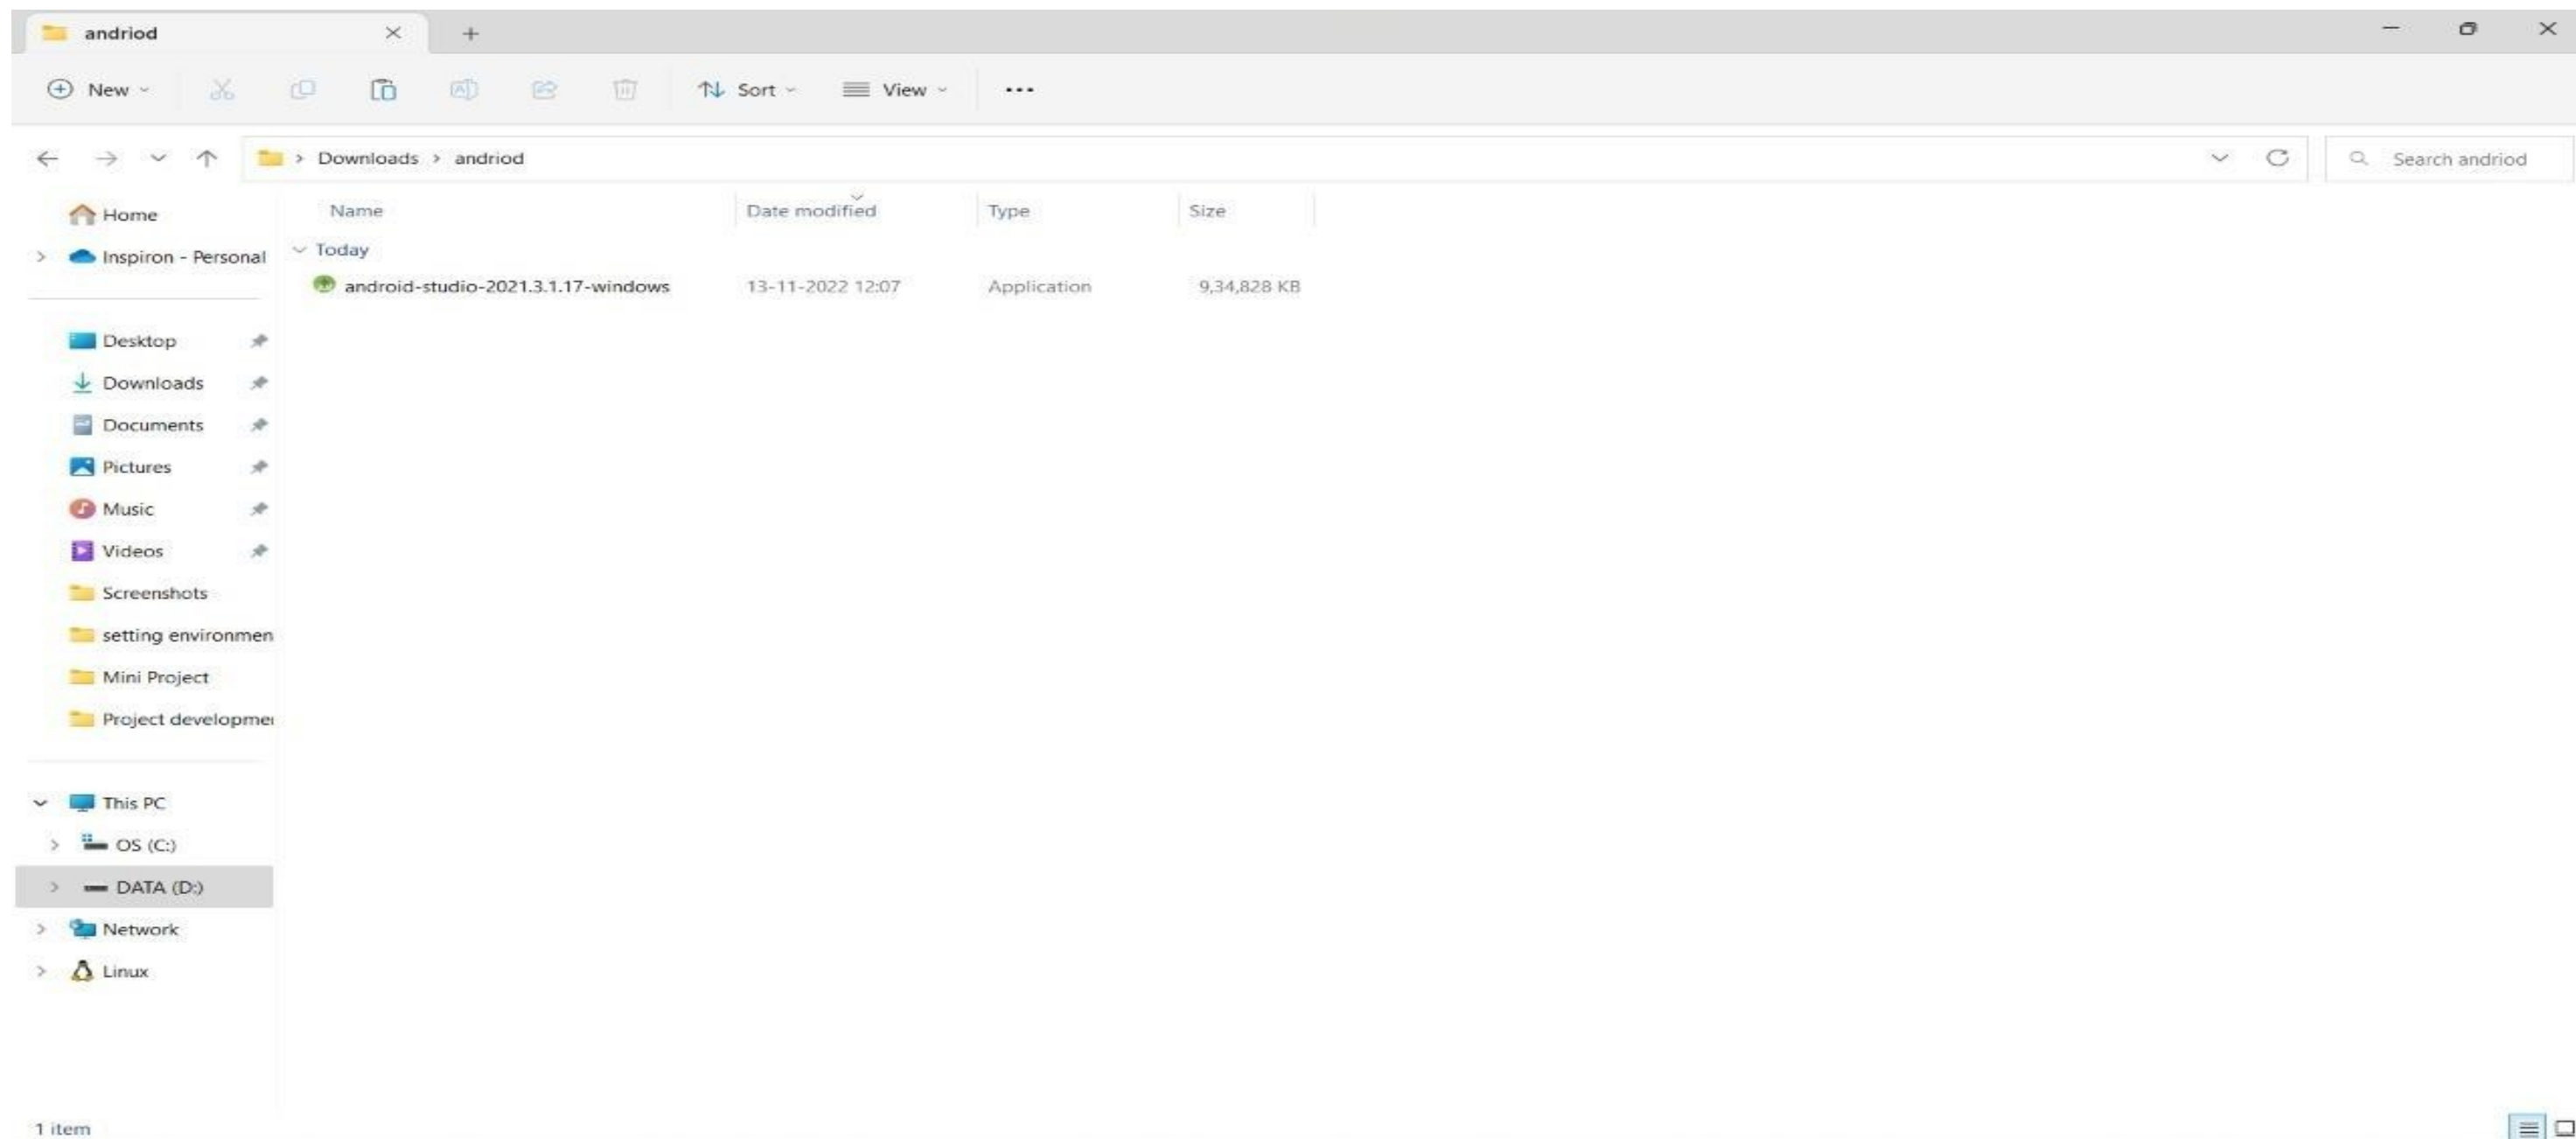 andriod
New
Sort
View
Downloads > andriod
Search andriod
Home
Inspiron - Personal
Desktop
Downloads
Documents
Pictures
Music
Videos
Screenshots
setting environmen
Mini Project
Project developmer
This PC
OS (C:)
DATA (D:)
Network
Linux
Name Date modified Type Size
Today
android-studio-2021.3.1.17-windows 13-11-2022 12:07 Application 9,34,828 KB
1 item